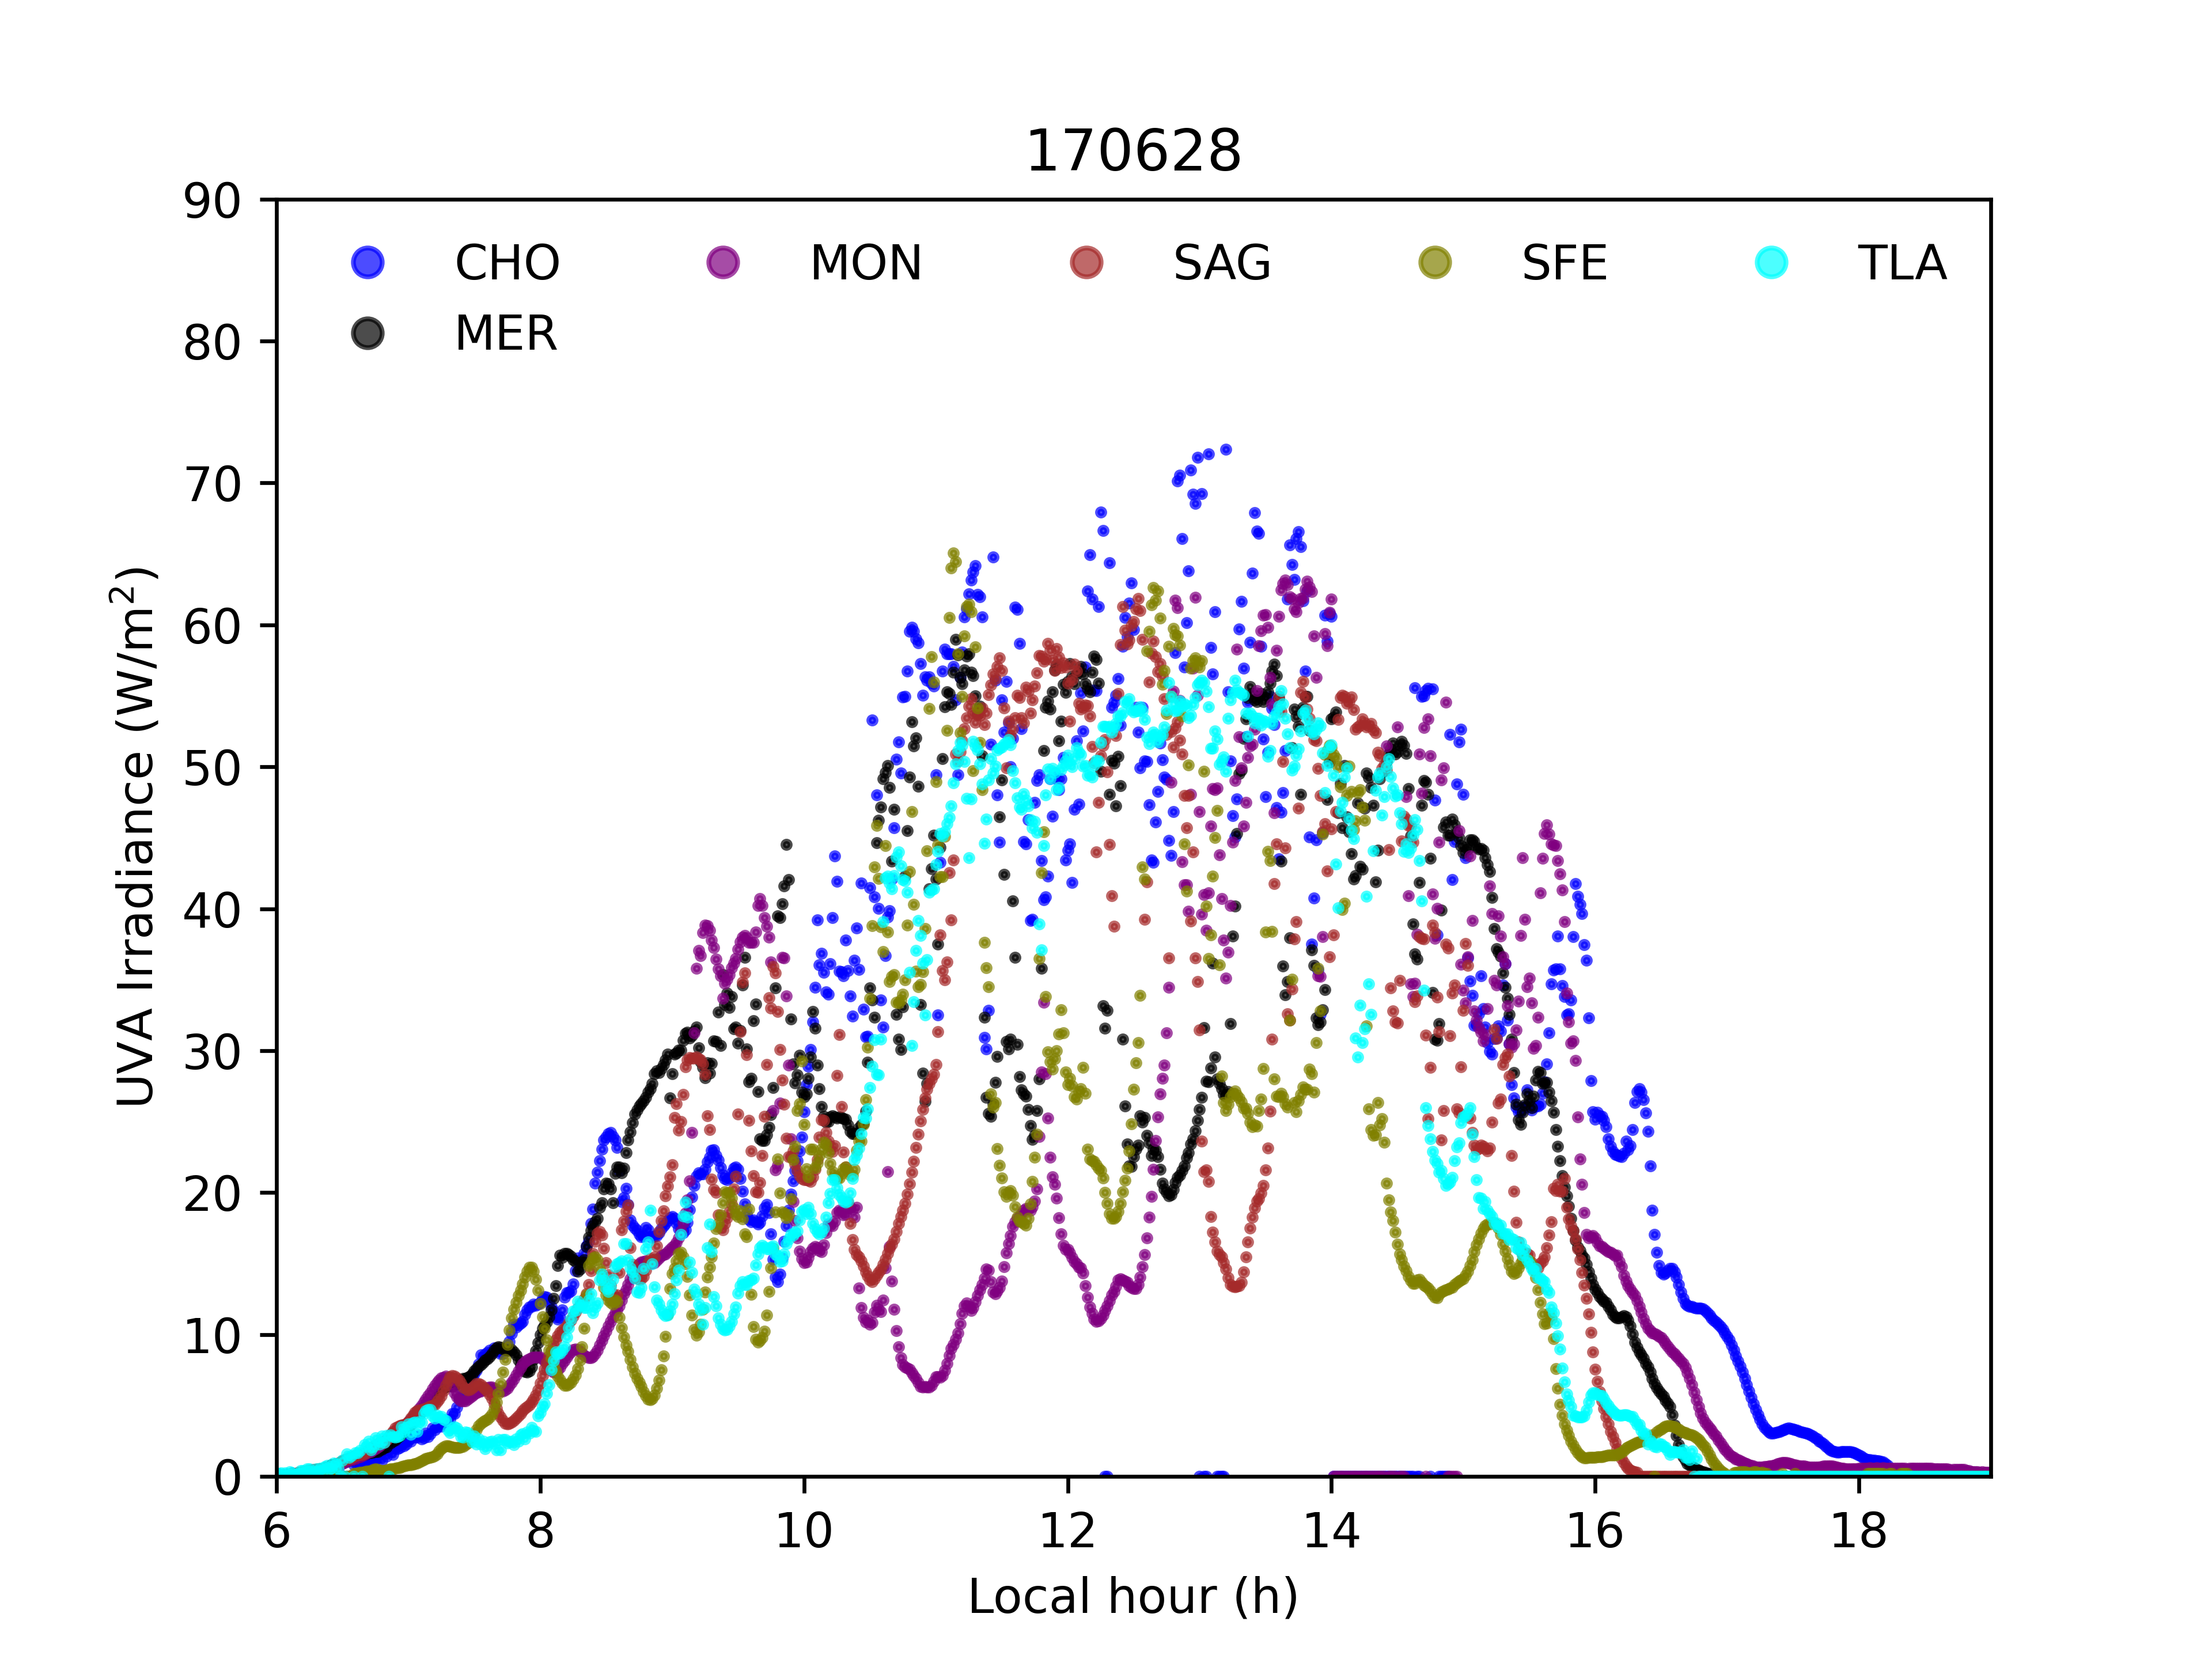 170628
90
80
70
60
50
40
30
20
10
0
UVA Irradiance (W/m²)
CHO
MON
SAG
SFE
TLA
MER
6 8 10 12 14 16 18
Local hour (h)